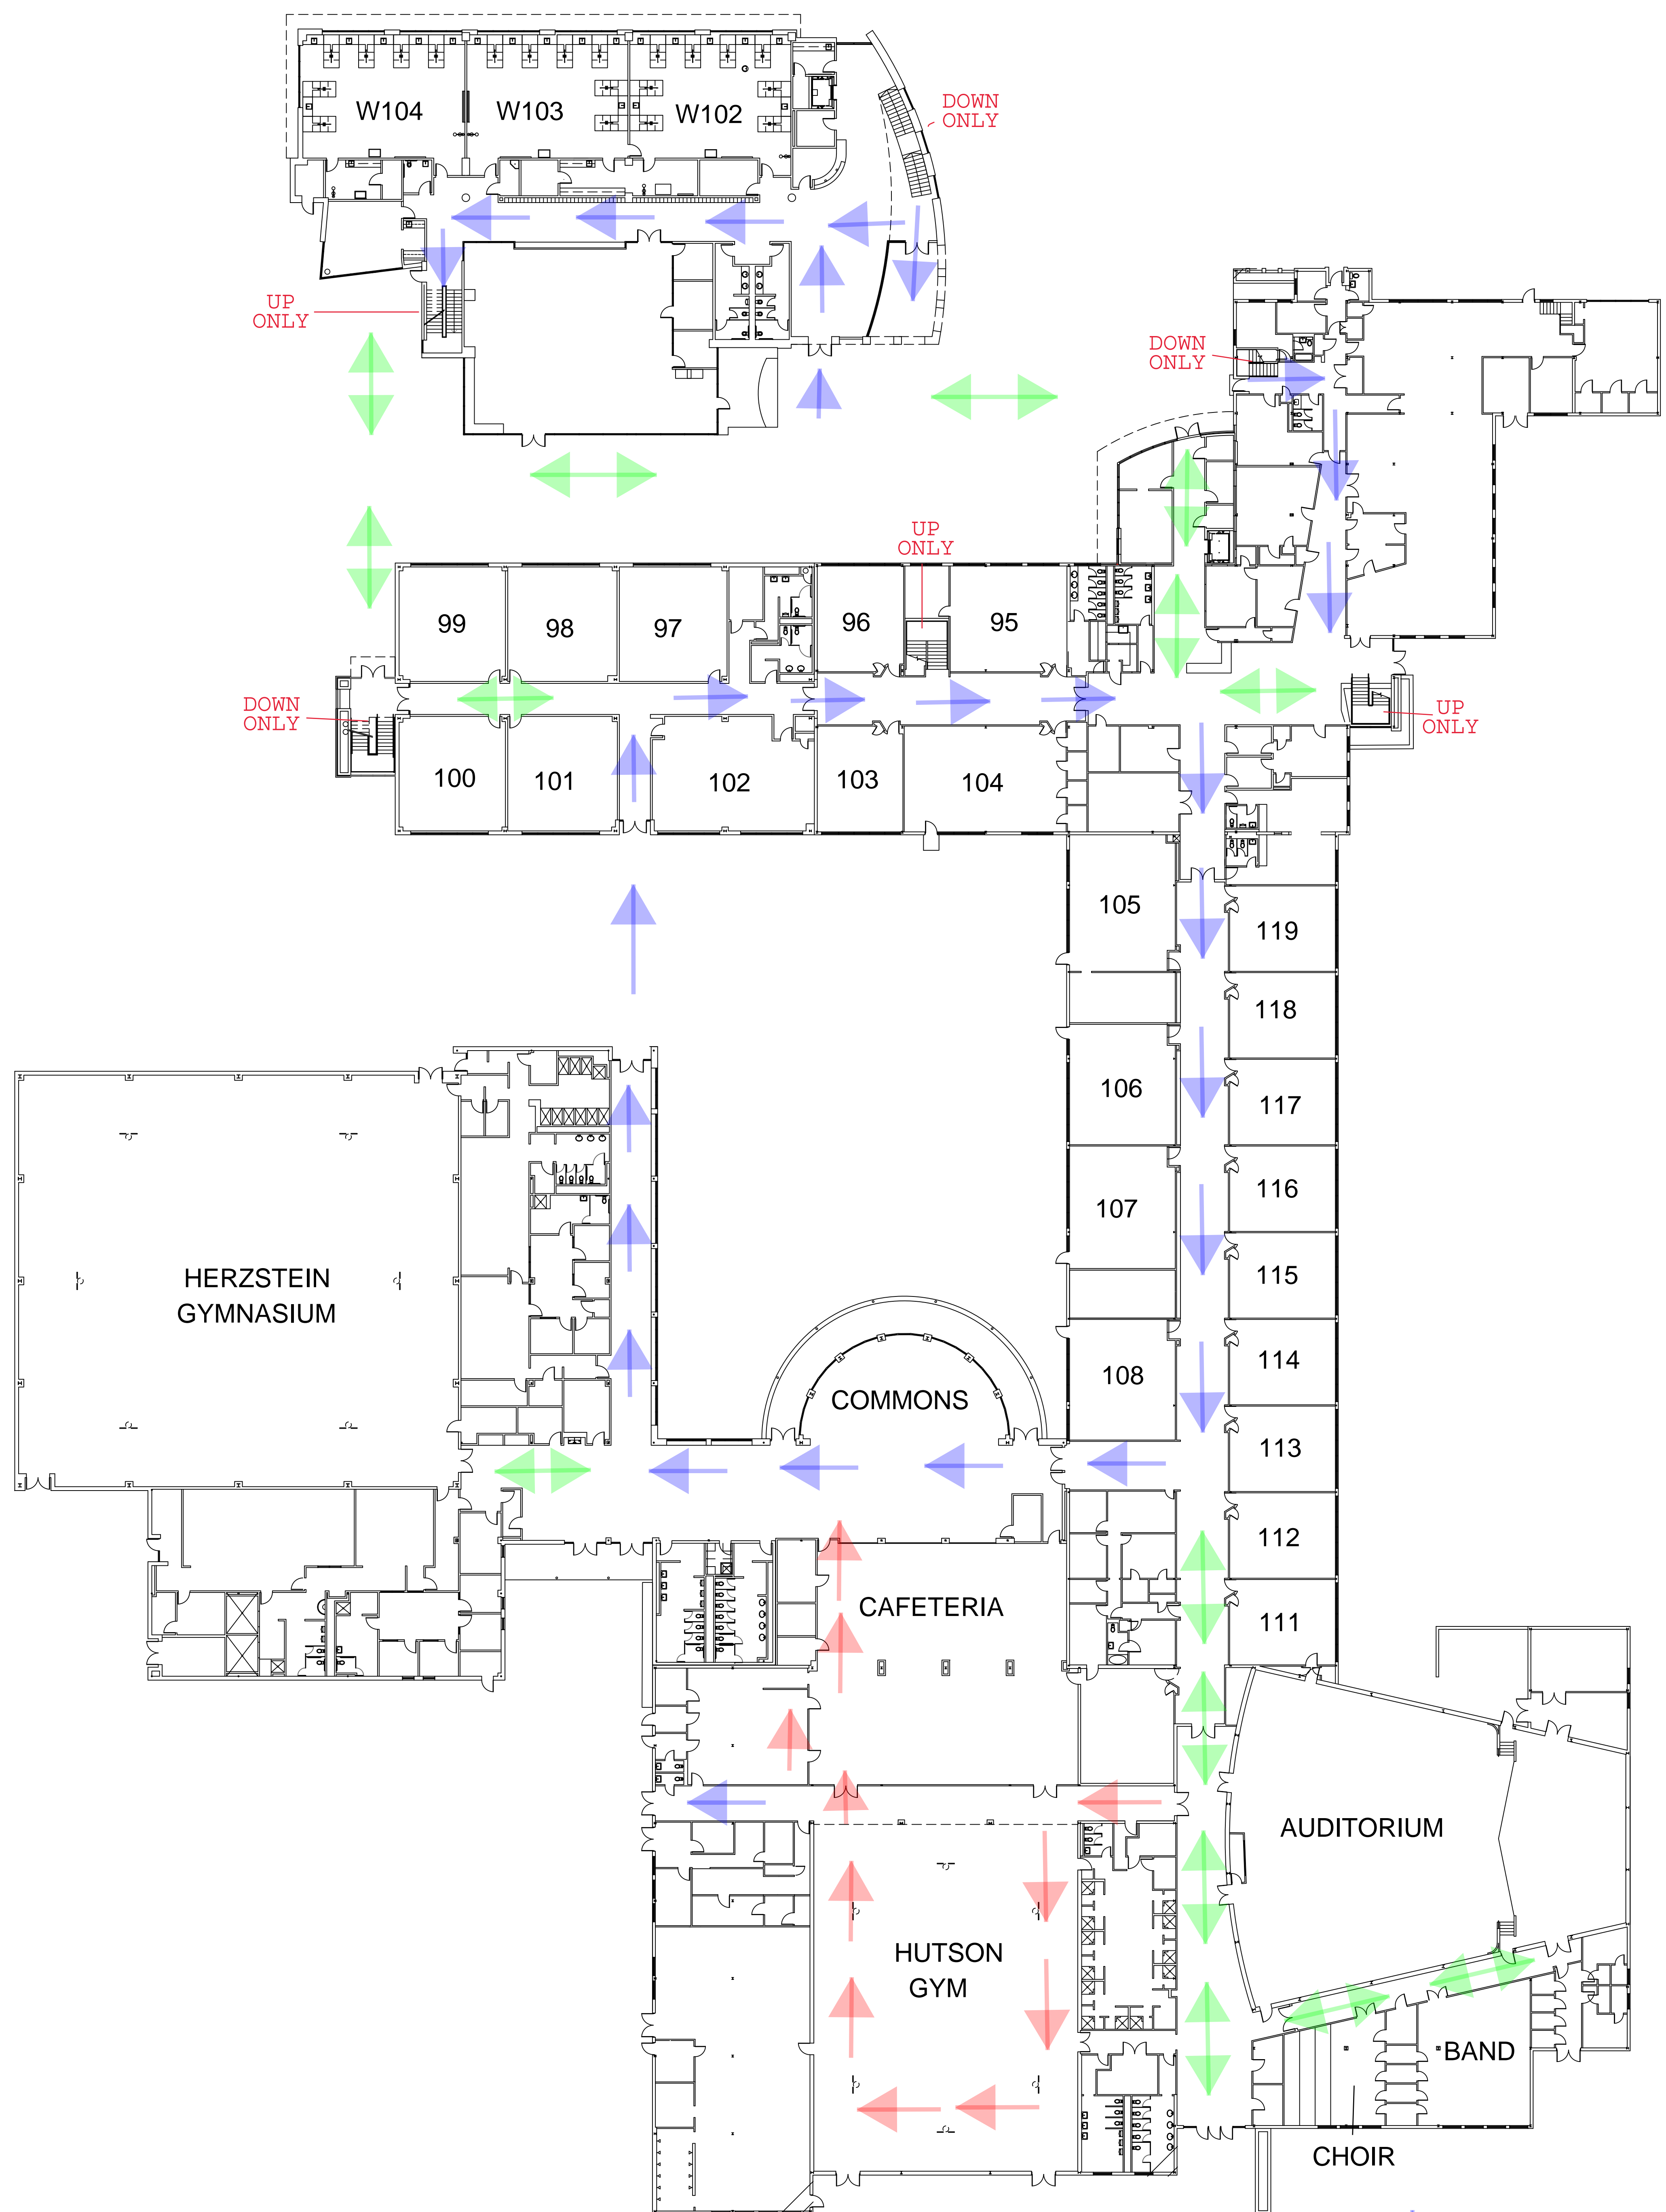 W104
W103
W102
DOWN
ONLY
UP
ONLY
DOWN
ONLY
UP
ONLY
99
98
97
96
95
DOWN
ONLY
UP
ONLY
100
101
102
103
104
105
119
118
106
117
107
116
HERZSTEIN
GYMNASIUM
115
108
114
COMMONS
113
112
CAFETERIA
111
AUDITORIUM
HUTSON
GYM
BAND
CHOIR